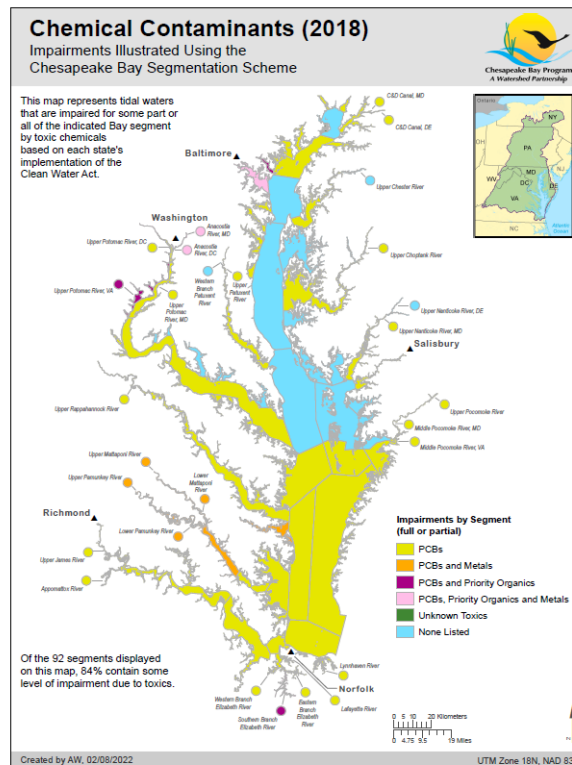 Chemical Contaminants (2018)
Impairments Illustrated Using the
Chesapeake Bay Segmentation Scheme
Chesapeake Bay Program
A Watershed Partnership
This map represents tidal waters
that are impaired for some part or
all of the indicated Bay segment
by toxic chemicals
based on each state's
implementation of the
Clean Water Act.
C&D Canal, MD
C&D Canal, DE
Ontario
NY
PA
OH
NJ
MD
WV
DC
DE
VA
NC
Atlantic
Ocean
Baltimore
Upper Chester River
Washington
Anacostia
River, MD
Anacostia
River, DC
Upper Potomac River, DC
Western
Branch
Patuxent
River
Upper
Patuxent
River
Upper Choptank River
Upper Potomac River, VA
Upper
Potomac
River, MD
Upper Nanticoke River, DE
Upper Nanticoke River, MD
Salisbury
Upper Rappahannock River
Upper Pocomoke River
Middle Pocomoke River, MD
Middle Pocomoke River, VA
Upper Mattaponi River
Upper Pamunkey River
Lower
Mattaponi
River
Richmond
Lower Pamunkey River
Upper James River
Appomattox River
Impairments by Segment
(full or partial)
PCBs
PCBs and Metals
PCBs and Priority Organics
PCBs, Priority Organics and Metals
Unknown Toxics
None Listed
Of the 92 segments displayed
on this map, 84% contain some
level of impairment due to toxics.
Lynnhaven River
Norfolk
Western Branch
Elizabeth River
Eastern
Branch
Elizabeth
River
Lafayette River
Southern Branch
Elizabeth River
0 5 10 20 Kilometers
0 4.75 9.5 19 Miles
Created by AW, 02/08/2022
UTM Zone 18N, NAD 83